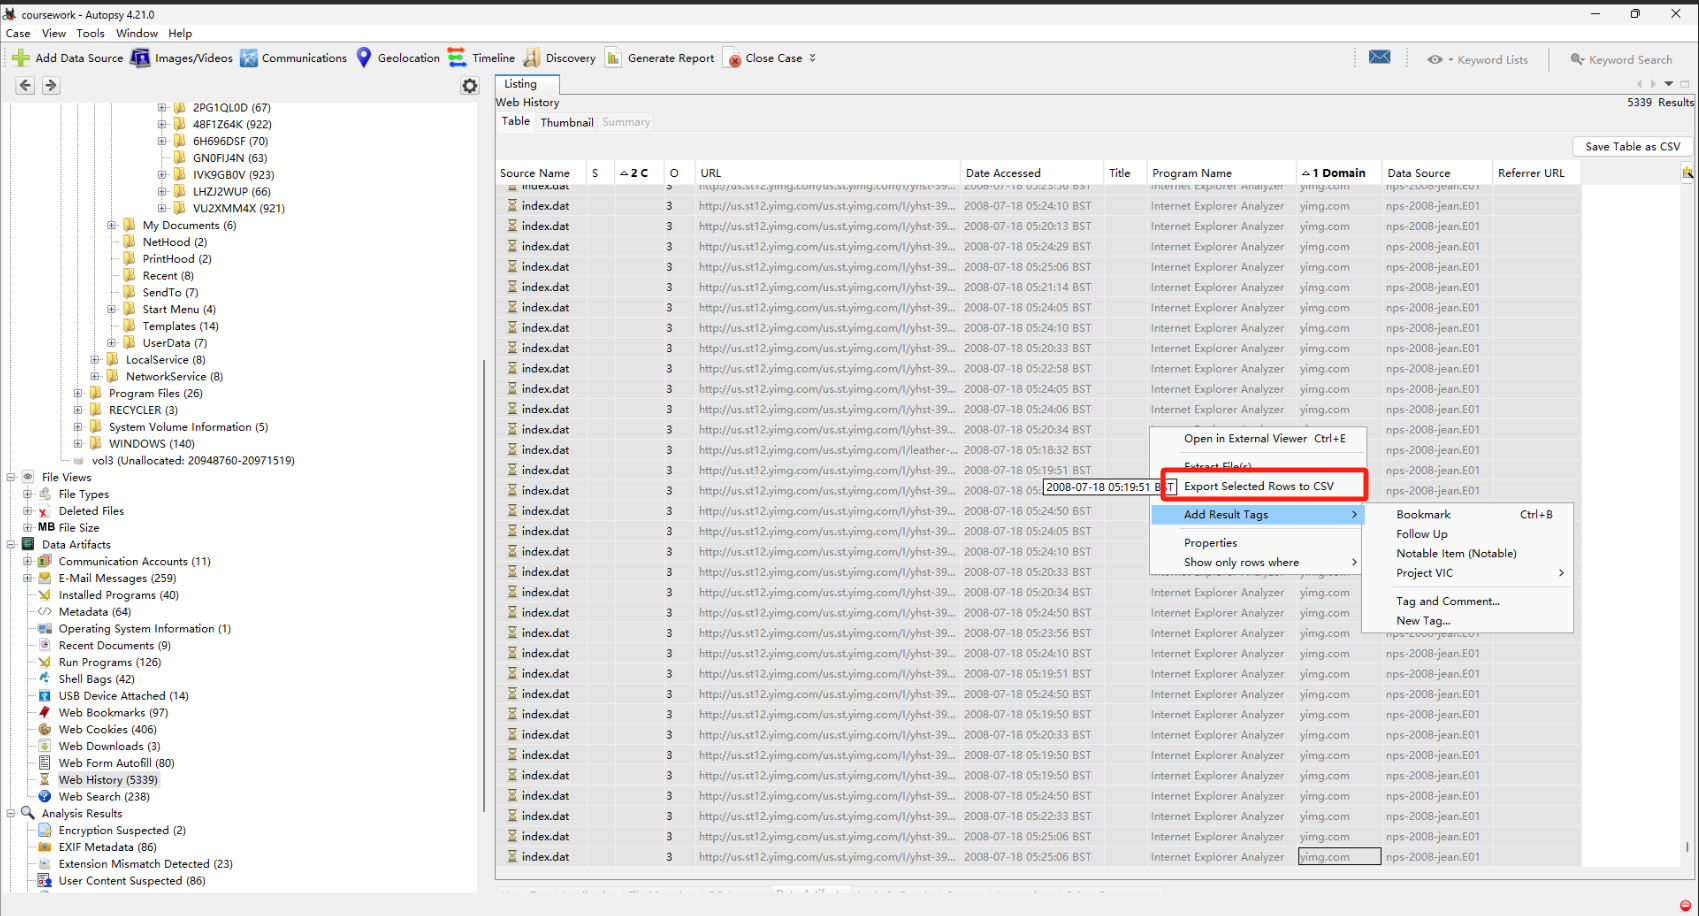 coursework - Autopsy 4.21.0
Case View Tools Window Help
Add Data Source Images/Videos Communications Geolocation Timeline Discovery Generate Report Close Case Keyword Lists Keyword Search
Listing
Web History
5339 Results
Table Thumbnail Summary
Save Table as CSV
2PG1QL0D (67)
48F1Z64K (922)
6H696DSF (70)
GN0FIJ4N (63)
IVK9GB0V (923)
LHZJ2WUP (66)
VU2XMM4X (921)
My Documents (6)
NetHood (2)
PrintHood (2)
Recent (8)
SendTo (7)
Start Menu (4)
Templates (14)
UserData (7)
LocalService (8)
NetworkService (8)
Program Files (26)
RECYCLER (3)
System Volume Information (5)
WINDOWS (140)
vol3 (Unallocated: 20948760-20971519)
File Views
File Types
Deleted Files
MB File Size
Data Artifacts
Communication Accounts (11)
E-Mail Messages (259)
Installed Programs (40)
Metadata (64)
Operating System Information (1)
Recent Documents (9)
Run Programs (126)
Shell Bags (42)
USB Device Attached (14)
Web Bookmarks (97)
Web Cookies (406)
Web Downloads (3)
Web Form Autofill (80)
Web History (5339)
Web Search (238)
Analysis Results
Encryption Suspected (2)
EXIF Metadata (86)
Extension Mismatch Detected (23)
User Content Suspected (86)
Source Name S 2 C O URL Date Accessed Title Program Name 1 Domain Data Source Referrer URL
index.dat 3 http://us.st12.yimg.com/us.st.yimg.com/I/yhst-39... 2008-07-18 05:23:56 BST Internet Explorer Analyzer yimg.com nps-2008-jean.E01
index.dat 3 http://us.st12.yimg.com/us.st.yimg.com/I/yhst-39... 2008-07-18 05:24:10 BST Internet Explorer Analyzer yimg.com nps-2008-jean.E01
index.dat 3 http://us.st12.yimg.com/us.st.yimg.com/I/yhst-39... 2008-07-18 05:20:13 BST Internet Explorer Analyzer yimg.com nps-2008-jean.E01
index.dat 3 http://us.st12.yimg.com/us.st.yimg.com/I/yhst-39... 2008-07-18 05:24:29 BST Internet Explorer Analyzer yimg.com nps-2008-jean.E01
index.dat 3 http://us.st12.yimg.com/us.st.yimg.com/I/yhst-39... 2008-07-18 05:25:06 BST Internet Explorer Analyzer yimg.com nps-2008-jean.E01
index.dat 3 http://us.st12.yimg.com/us.st.yimg.com/I/yhst-39... 2008-07-18 05:21:14 BST Internet Explorer Analyzer yimg.com nps-2008-jean.E01
index.dat 3 http://us.st12.yimg.com/us.st.yimg.com/I/yhst-39... 2008-07-18 05:24:05 BST Internet Explorer Analyzer yimg.com nps-2008-jean.E01
index.dat 3 http://us.st12.yimg.com/us.st.yimg.com/I/yhst-39... 2008-07-18 05:24:10 BST Internet Explorer Analyzer yimg.com nps-2008-jean.E01
index.dat 3 http://us.st12.yimg.com/us.st.yimg.com/I/yhst-39... 2008-07-18 05:20:33 BST Internet Explorer Analyzer yimg.com nps-2008-jean.E01
index.dat 3 http://us.st12.yimg.com/us.st.yimg.com/I/yhst-39... 2008-07-18 05:22:58 BST Internet Explorer Analyzer yimg.com nps-2008-jean.E01
index.dat 3 http://us.st12.yimg.com/us.st.yimg.com/I/yhst-39... 2008-07-18 05:24:05 BST Internet Explorer Analyzer yimg.com nps-2008-jean.E01
index.dat 3 http://us.st12.yimg.com/us.st.yimg.com/I/yhst-39... 2008-07-18 05:24:06 BST Internet Explorer Analyzer yimg.com nps-2008-jean.E01
index.dat 3 http://us.st12.yimg.com/us.st.yimg.com/I/yhst-39... 2008-07-18 05:20:34 BST nps-2008-jean.E01
index.dat 3 http://us.st12.yimg.com/us.st.yimg.com/I/leather-... 2008-07-18 05:18:32 BST nps-2008-jean.E01
index.dat 3 http://us.st12.yimg.com/us.st.yimg.com/I/yhst-39... 2008-07-18 05:19:51 BST nps-2008-jean.E01
index.dat 3 http://us.st12.yimg.com/us.st.yimg.com/I/yhst-39... 2008-07-18 05: nps-2008-jean.E01
index.dat 3 http://us.st12.yimg.com/us.st.yimg.com/I/yhst-39... 2008-07-18 05:24:50 BST
index.dat 3 http://us.st12.yimg.com/us.st.yimg.com/I/yhst-39... 2008-07-18 05:24:05 BST
index.dat 3 http://us.st12.yimg.com/us.st.yimg.com/I/yhst-39... 2008-07-18 05:24:10 BST
index.dat 3 http://us.st12.yimg.com/us.st.yimg.com/I/yhst-39... 2008-07-18 05:20:33 BST Internet Explorer Analyzer yimg.com
index.dat 3 http://us.st12.yimg.com/us.st.yimg.com/I/yhst-39... 2008-07-18 05:20:34 BST Internet Explorer Analyzer yimg.com
index.dat 3 http://us.st12.yimg.com/us.st.yimg.com/I/yhst-39... 2008-07-18 05:24:50 BST Internet Explorer Analyzer yimg.com
index.dat 3 http://us.st12.yimg.com/us.st.yimg.com/I/yhst-39... 2008-07-18 05:23:56 BST Internet Explorer Analyzer yimg.com nps-2008-jean.E01
index.dat 3 http://us.st12.yimg.com/us.st.yimg.com/I/yhst-39... 2008-07-18 05:24:10 BST Internet Explorer Analyzer yimg.com nps-2008-jean.E01
index.dat 3 http://us.st12.yimg.com/us.st.yimg.com/I/yhst-39... 2008-07-18 05:19:51 BST Internet Explorer Analyzer yimg.com nps-2008-jean.E01
index.dat 3 http://us.st12.yimg.com/us.st.yimg.com/I/yhst-39... 2008-07-18 05:24:50 BST Internet Explorer Analyzer yimg.com nps-2008-jean.E01
index.dat 3 http://us.st12.yimg.com/us.st.yimg.com/I/yhst-39... 2008-07-18 05:19:50 BST Internet Explorer Analyzer yimg.com nps-2008-jean.E01
index.dat 3 http://us.st12.yimg.com/us.st.yimg.com/I/yhst-39... 2008-07-18 05:20:33 BST Internet Explorer Analyzer yimg.com nps-2008-jean.E01
index.dat 3 http://us.st12.yimg.com/us.st.yimg.com/I/yhst-39... 2008-07-18 05:19:50 BST Internet Explorer Analyzer yimg.com nps-2008-jean.E01
index.dat 3 http://us.st12.yimg.com/us.st.yimg.com/I/yhst-39... 2008-07-18 05:19:50 BST Internet Explorer Analyzer yimg.com nps-2008-jean.E01
index.dat 3 http://us.st12.yimg.com/us.st.yimg.com/I/yhst-39... 2008-07-18 05:24:50 BST Internet Explorer Analyzer yimg.com nps-2008-jean.E01
index.dat 3 http://us.st12.yimg.com/us.st.yimg.com/I/yhst-39... 2008-07-18 05:22:33 BST Internet Explorer Analyzer yimg.com nps-2008-jean.E01
index.dat 3 http://us.st12.yimg.com/us.st.yimg.com/I/yhst-39... 2008-07-18 05:25:06 BST Internet Explorer Analyzer yimg.com nps-2008-jean.E01
index.dat 3 http://us.st12.yimg.com/us.st.yimg.com/I/yhst-39... 2008-07-18 05:25:06 BST Internet Explorer Analyzer yimg.com nps-2008-jean.E01
2008-07-18 05:19:51 BST
Open in External Viewer Ctrl+E
Extract File(s)
Export Selected Rows to CSV
Add Result Tags
Properties
Show only rows where
Bookmark Ctrl+B
Follow Up
Notable Item (Notable)
Project VIC
Tag and Comment...
New Tag...